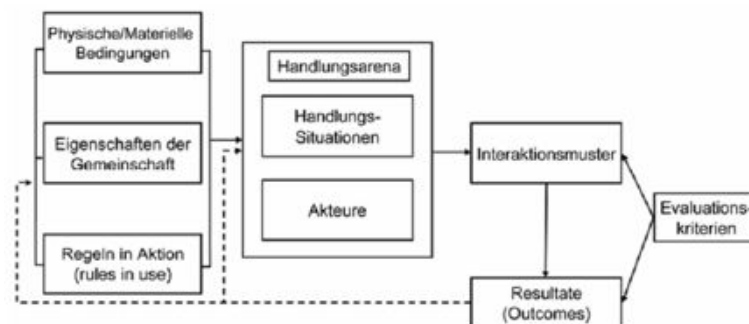 Physische/Materielle
Bedingungen
Eigenschaften der
Gemeinschaft
Regeln in Aktion
(rules in use)
Handlungsarena
Handlungs-
Situationen
Akteure
Interaktionsmuster
Resultate
(Outcomes)
Evaluations-
kriterien